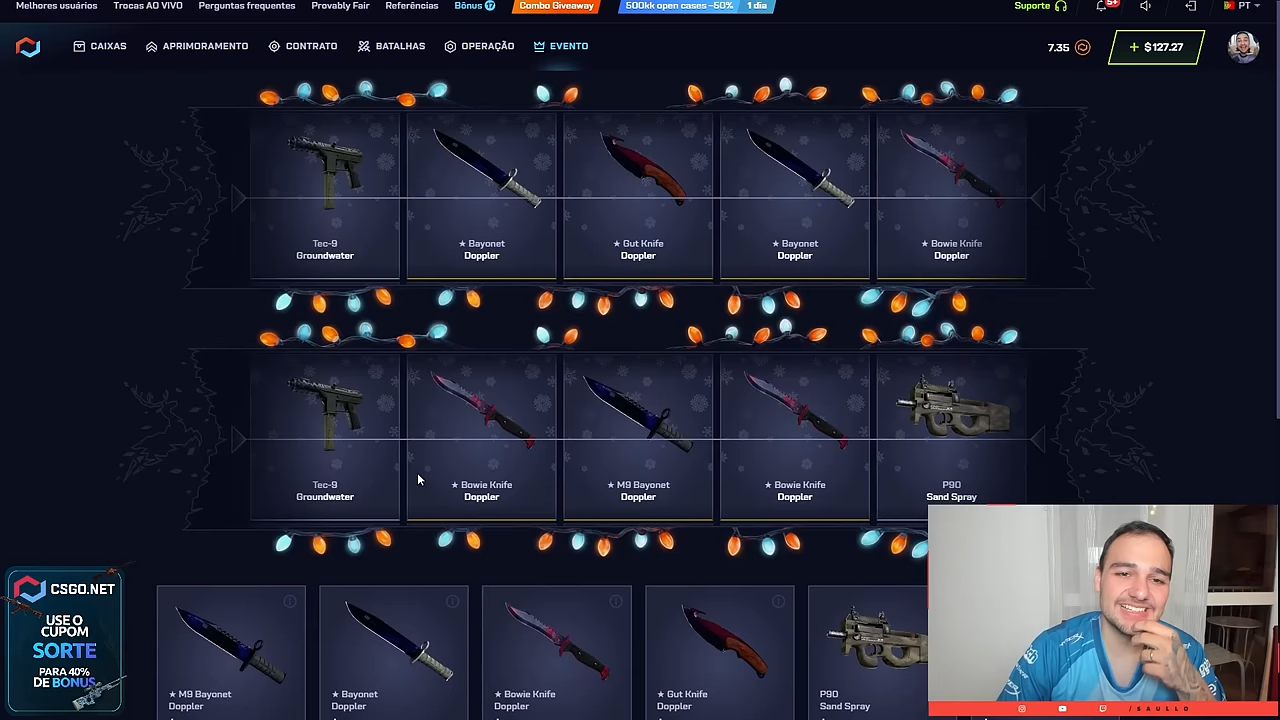 Melhores usuários
Trocas AO VIVO
Perguntas frequentes
Provably Fair
Referências
Bônus 17
Combo Giveaway
500kk open cases -50%
1 dia
Suporte
5+
PT
CAIXAS
APRIMORAMENTO
CONTRATO
BATALHAS
OPERAÇÃO
EVENTO
7.35
+ $127.27
Tec-9
Groundwater
★ Bayonet
Doppler
★ Gut Knife
Doppler
★ Bayonet
Doppler
★ Bowie Knife
Doppler
Tec-9
Groundwater
★ Bowie Knife
Doppler
★ M9 Bayonet
Doppler
★ Bowie Knife
Doppler
P90
Sand Spray
CSGO.NET
USE O
CUPOM
SORTE
PARA 40%
DE BONUS
★ M9 Bayonet
Doppler
★ Bayonet
Doppler
★ Bowie Knife
Doppler
★ Gut Knife
Doppler
P90
Sand Spray
/SAULLO